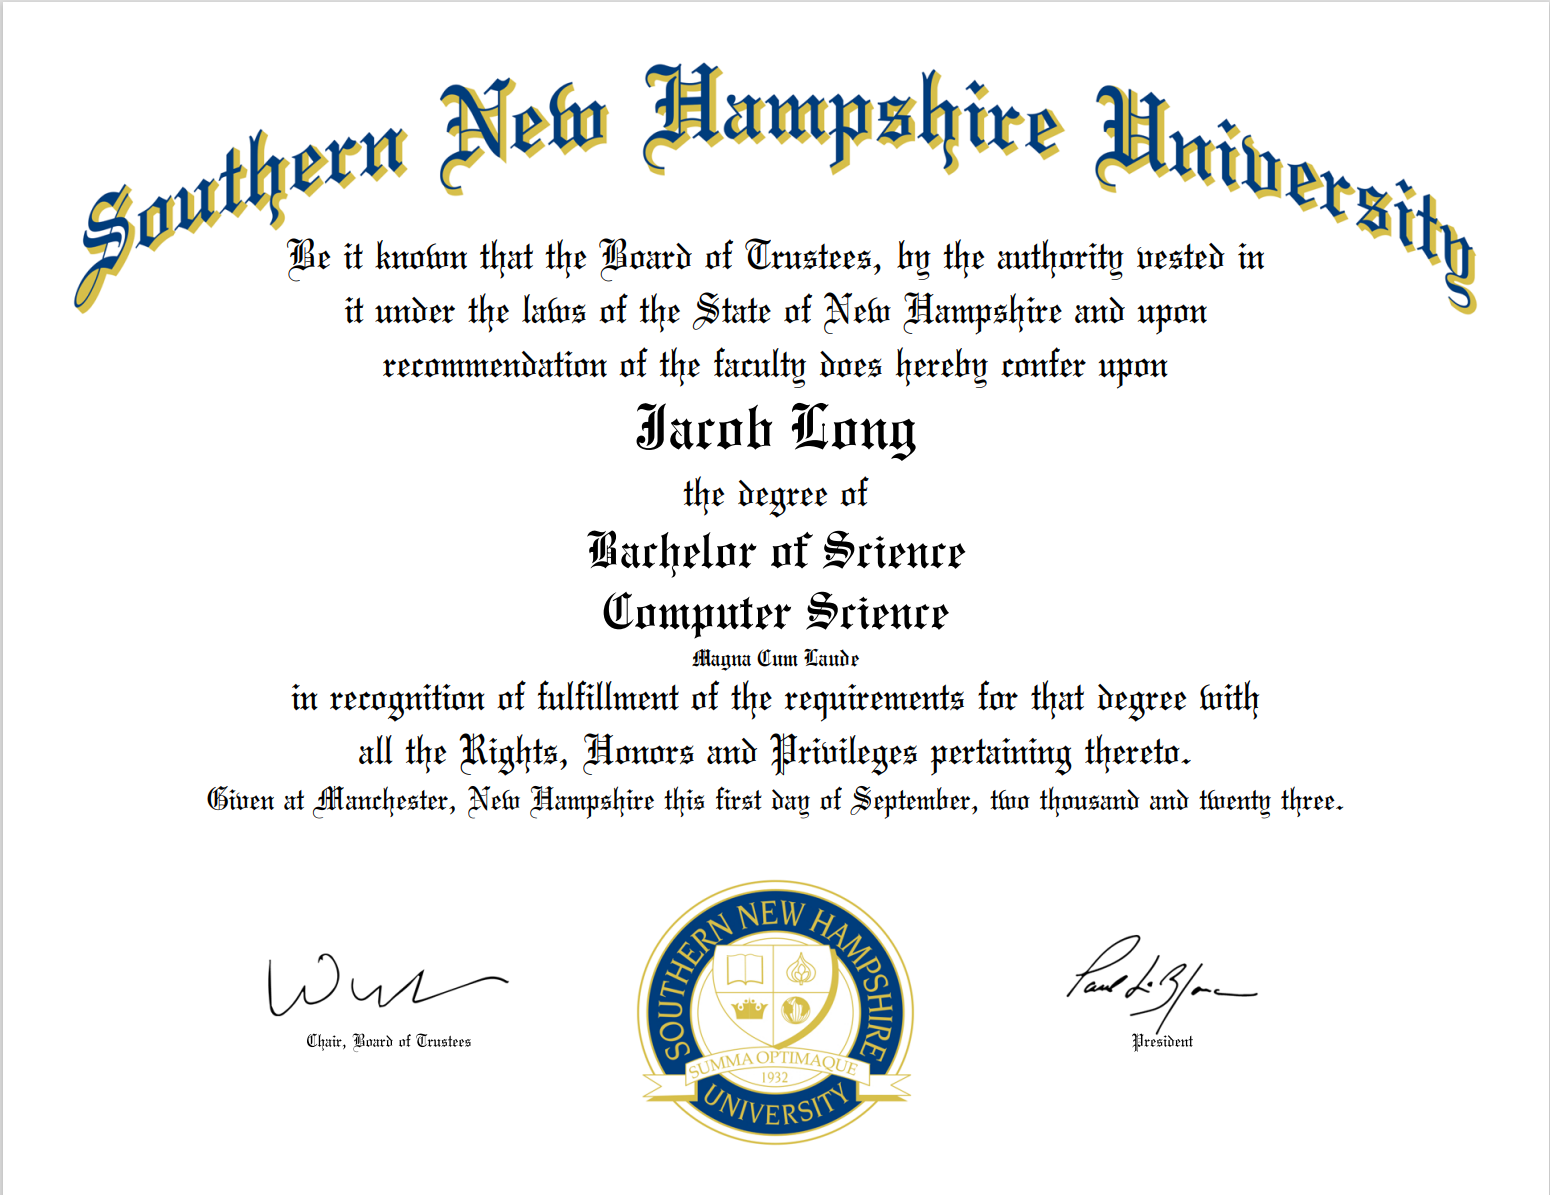 Southern New Hampshire University
Be it known that the Board of Trustees, by the authority vested in
it under the laws of the State of New Hampshire and upon
recommendation of the faculty does hereby confer upon
Jacob Long
the degree of
Bachelor of Science
Computer Science
Magna Cum Laude
in recognition of fulfillment of the requirements for that degree with
all the Rights, Honors and Privileges pertaining thereto.
Given at Manchester, New Hampshire this first day of September, two thousand and twenty three.
Chair, Board of Trustees
SOUTHERN NEW HAMPSHIRE
SUMMA OPTIMAQUE
1932
UNIVERSITY
Paul LeBlanc
President